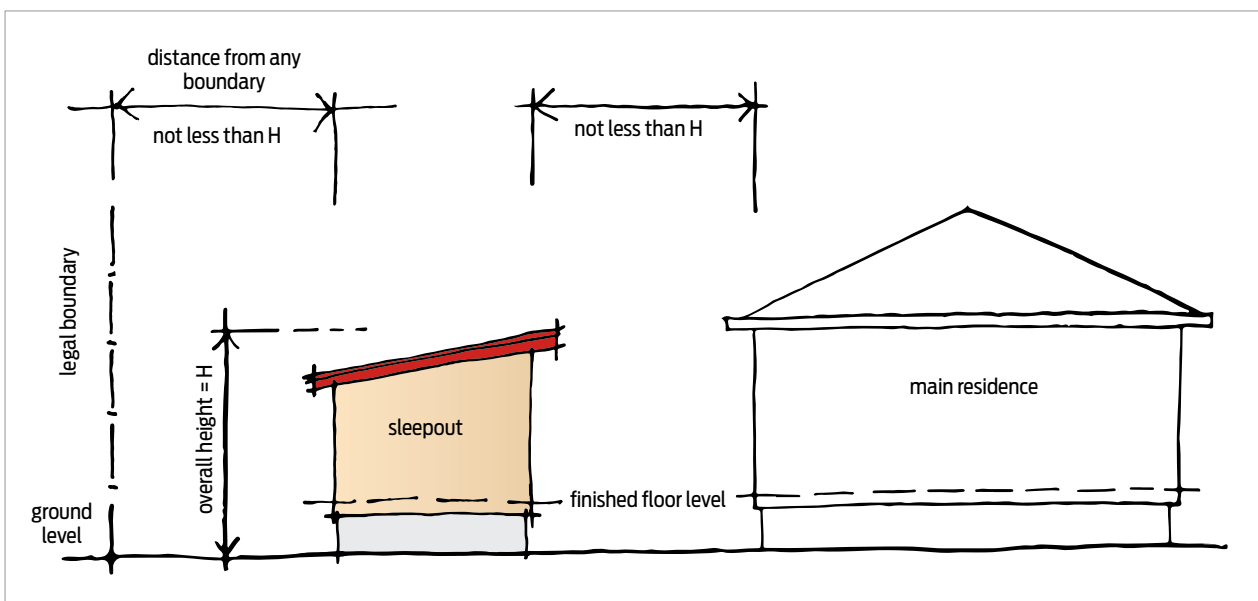 distance from any
boundary
not less than H
not less than H
legal boundary
overall height = H
sleepout
main residence
finished floor level
ground
level